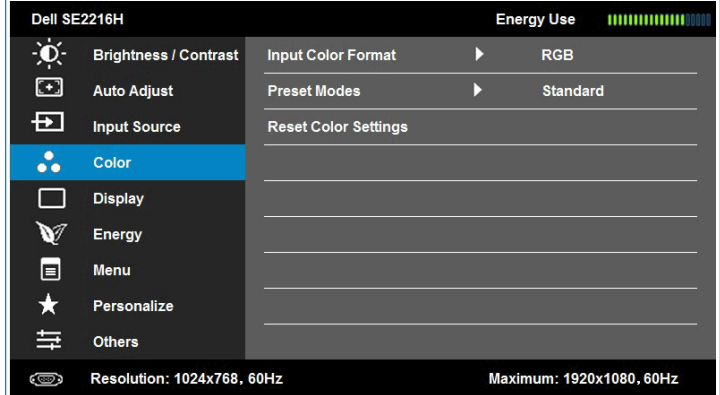 Dell SE2216H Energy Use
Brightness / Contrast Input Color Format RGB
Auto Adjust Preset Modes Standard
Input Source Reset Color Settings
Color
Display
Energy
Menu
Personalize
Others
Resolution: 1024x768, 60Hz Maximum: 1920x1080, 60Hz